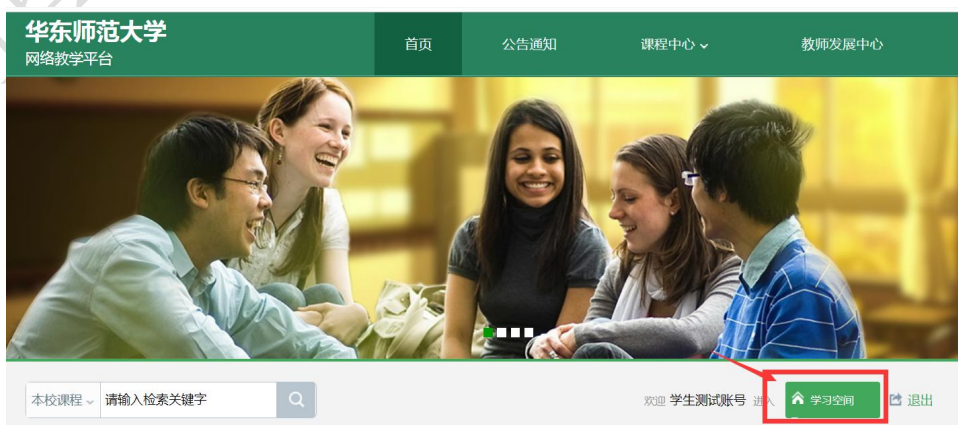 华东师范大学
网络教学平台
首页 公告通知 课程中心 教师发展中心
本校课程 请输入检索关键字 欢迎 学生测试账号 进入 学习空间 退出